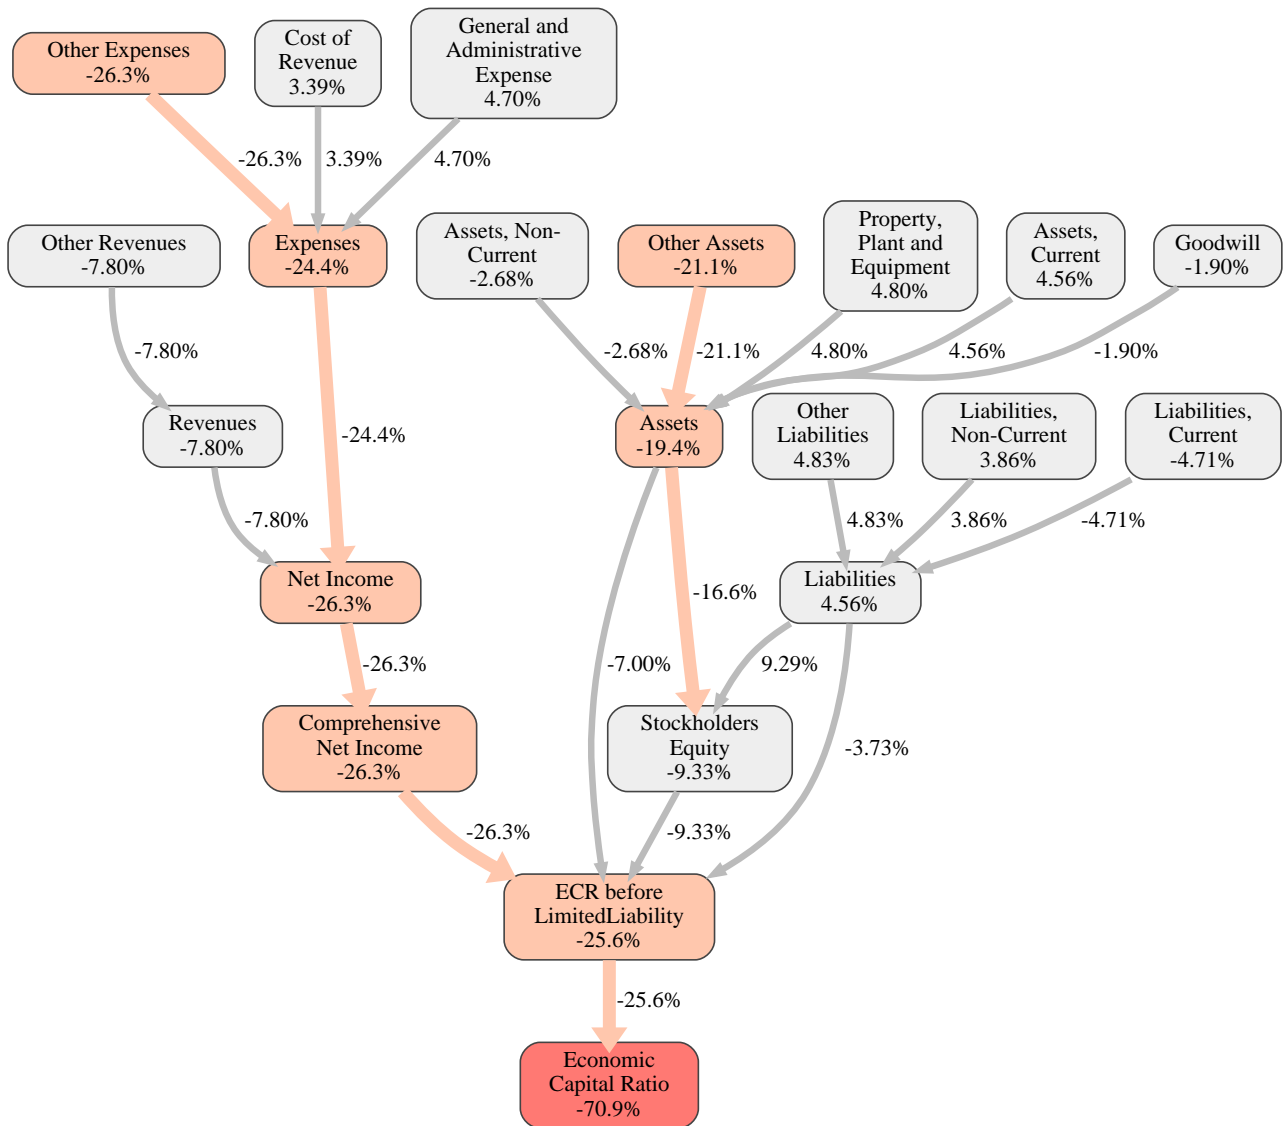 Other Expenses
-26.3%
Cost of
Revenue
3.39%
General and
Administrative
Expense
4.70%
-26.3%
3.39%
4.70%
Other Revenues
-7.80%
Expenses
-24.4%
Assets, Non-
Current
-2.68%
Other Assets
-21.1%
Property,
Plant and
Equipment
4.80%
Assets,
Current
4.56%
Goodwill
-1.90%
-7.80%
-24.4%
-2.68%
-21.1%
4.80%
4.56%
-1.90%
Revenues
-7.80%
Assets
-19.4%
Other
Liabilities
4.83%
Liabilities,
Non-Current
3.86%
Liabilities,
Current
-4.71%
-7.80%
4.83%
3.86%
-4.71%
Net Income
-26.3%
-16.6%
Liabilities
4.56%
-26.3%
-7.00%
9.29%
-3.73%
Comprehensive
Net Income
-26.3%
Stockholders
Equity
-9.33%
-26.3%
-9.33%
ECR before
LimitedLiability
-25.6%
-25.6%
Economic
Capital Ratio
-70.9%